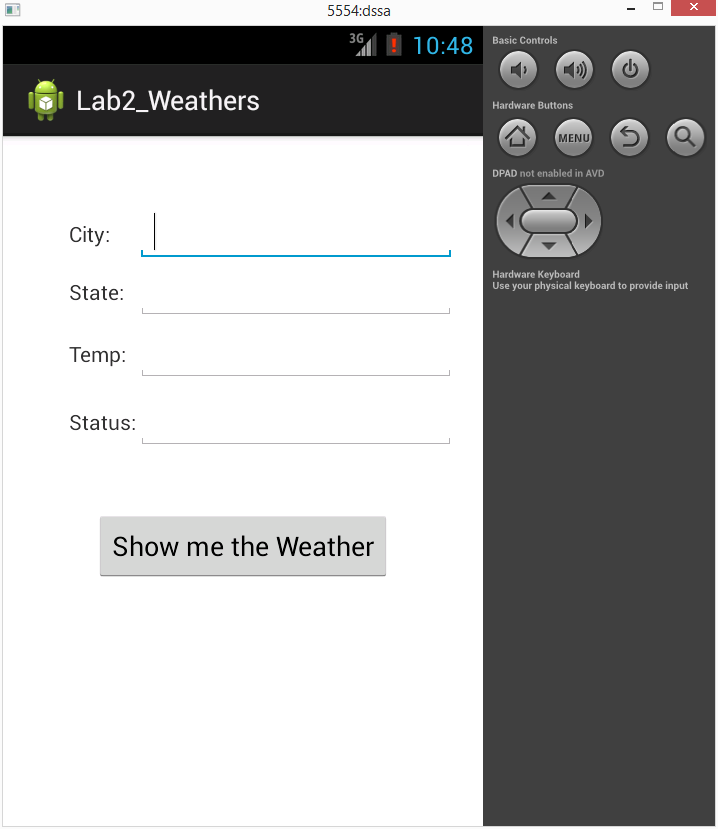 5554:dssa
3G 10:48
Lab2_Weathers
City:
State:
Temp:
Status:
Show me the Weather
Basic Controls
Hardware Buttons
MENU
DPAD not enabled in AVD
Hardware Keyboard
Use your physical keyboard to provide input